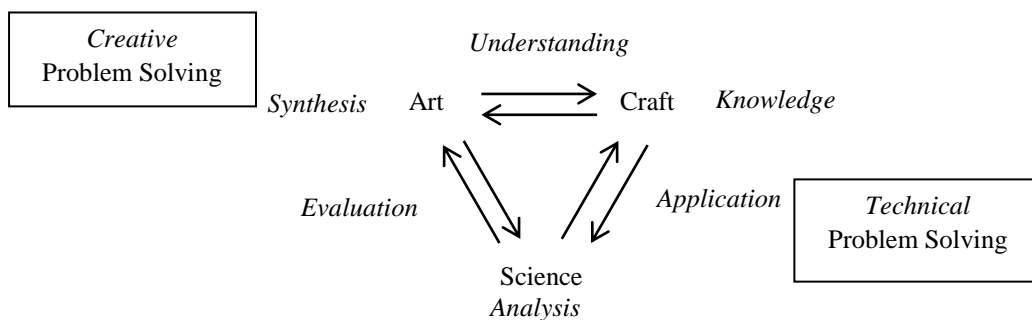 Creative
Problem Solving
Understanding
Synthesis Art Craft Knowledge
Evaluation Application
Technical
Problem Solving
Science
Analysis